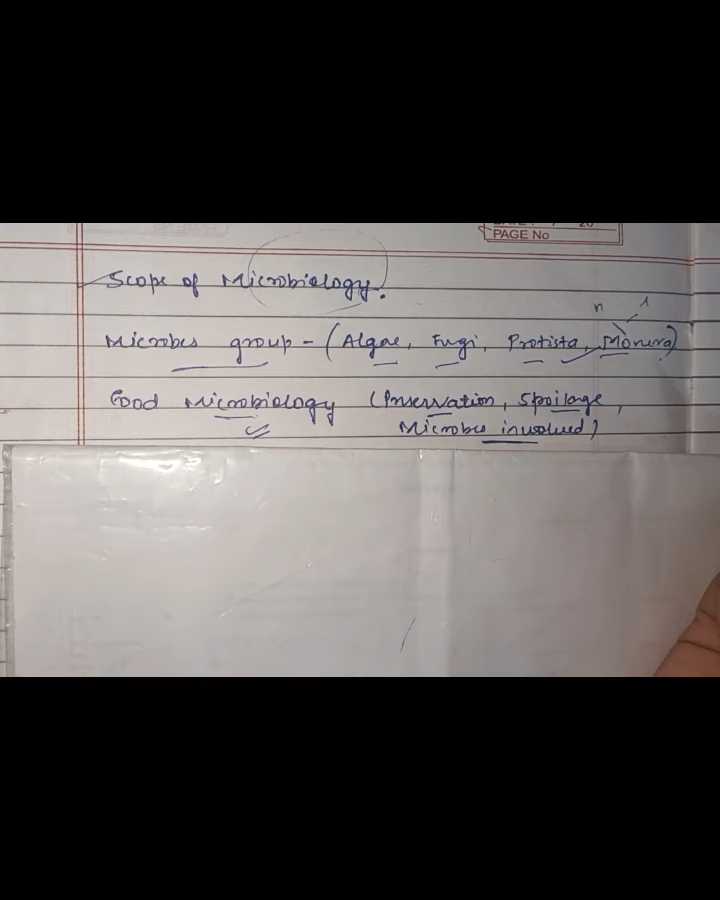 PAGE No
Scope of Microbiology.
Microbes group - (Algae, Fugi, Protista, Monera)
Food Microbiology (Preservation, Spoilage,
Microbes involved)